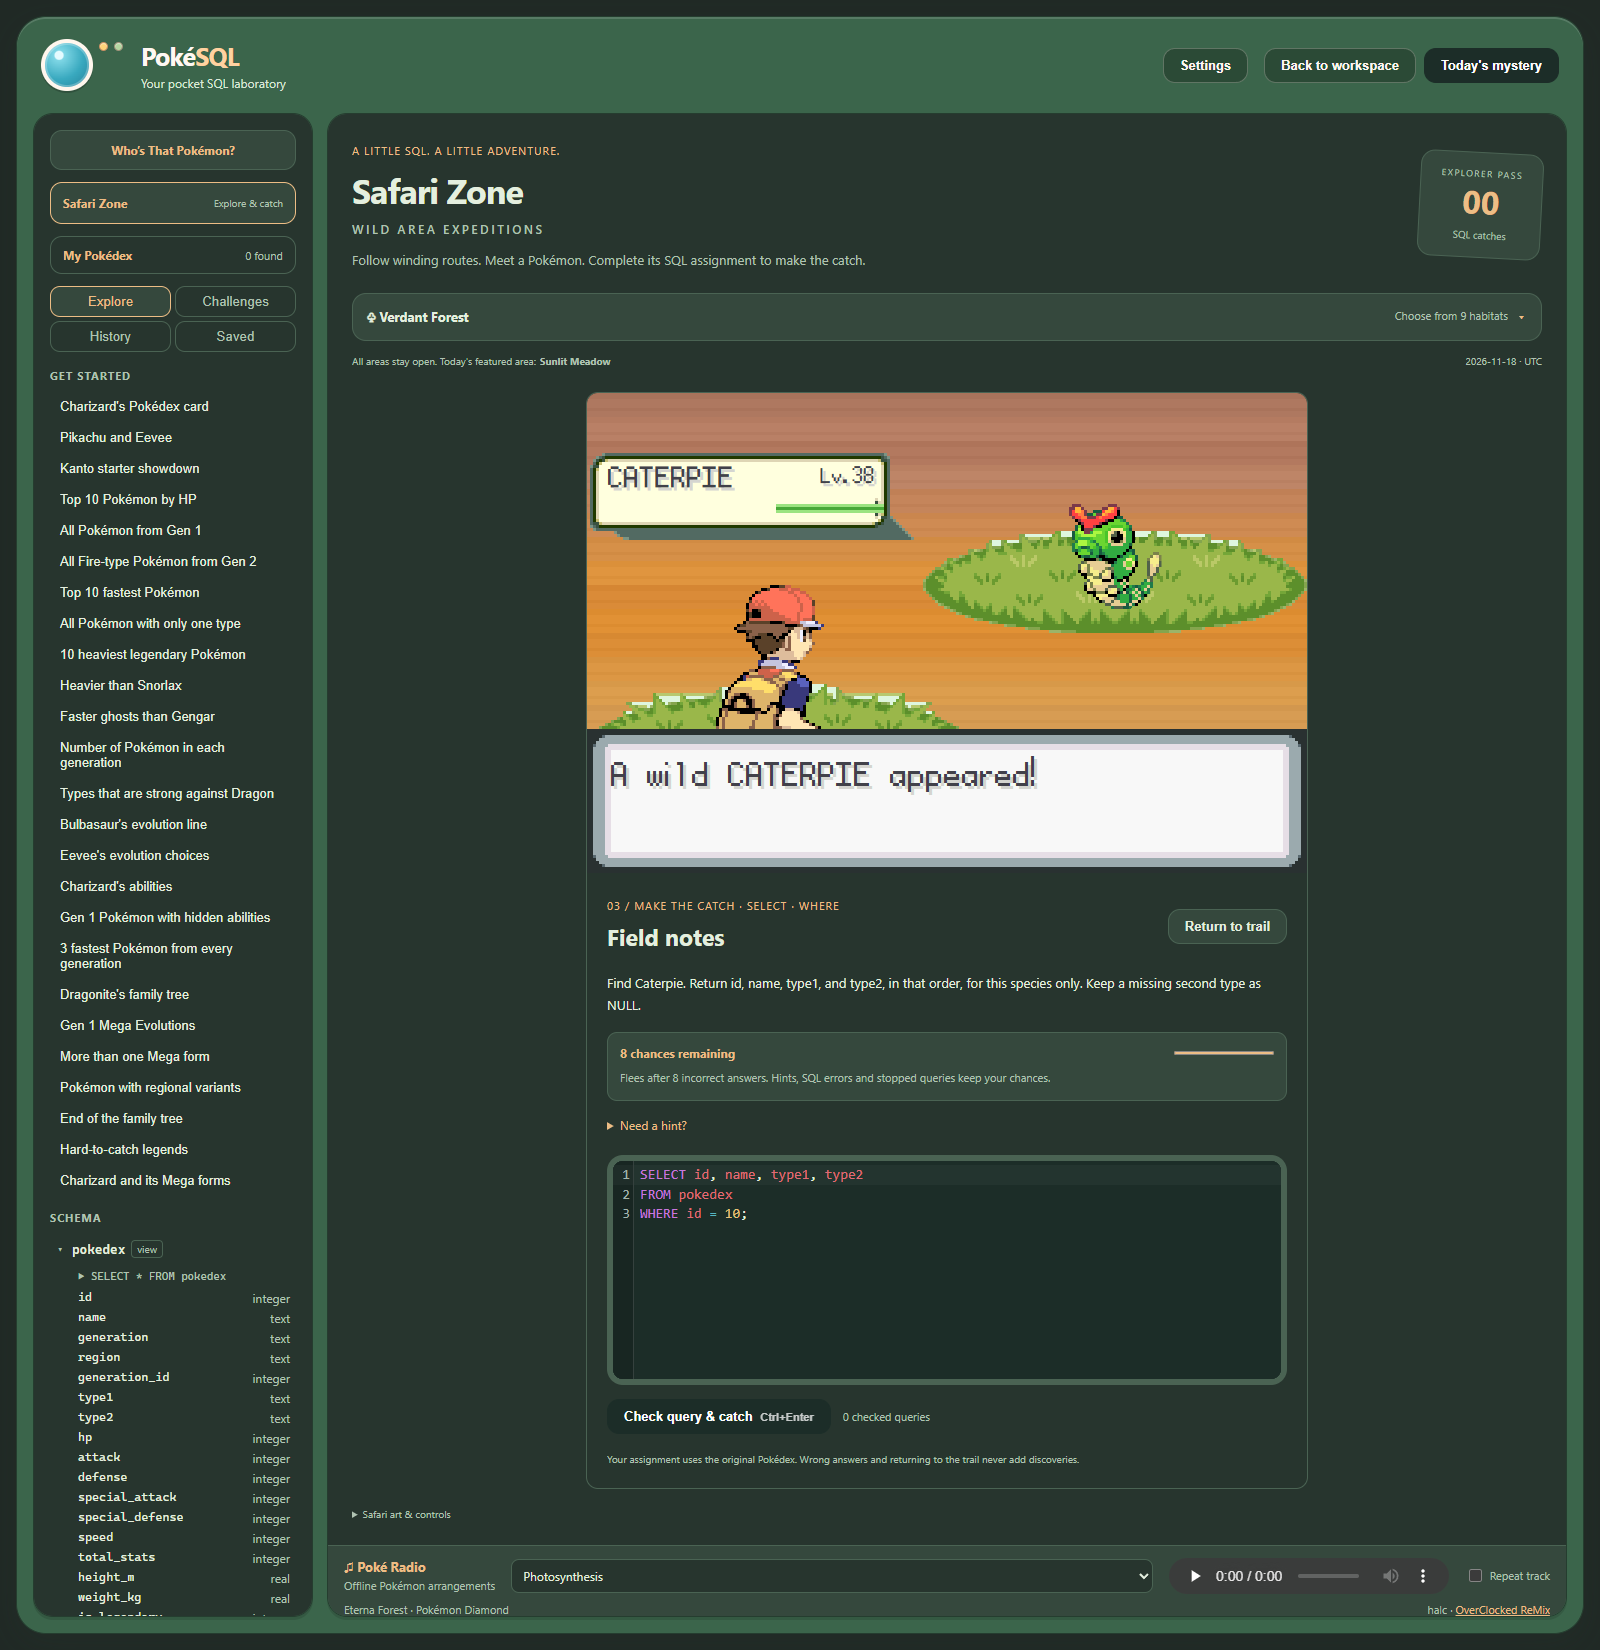 PokéSQL
Your pocket SQL laboratory
Settings
Back to workspace
Today's mystery
Who's That Pokémon?
Safari Zone
Explore & catch
My Pokédex
0 found
Explore
Challenges
History
Saved
GET STARTED
Charizard's Pokédex card
Pikachu and Eevee
Kanto starter showdown
Top 10 Pokémon by HP
All Pokémon from Gen 1
All Fire-type Pokémon from Gen 2
Top 10 fastest Pokémon
All Pokémon with only one type
10 heaviest legendary Pokémon
Heavier than Snorlax
Faster ghosts than Gengar
Number of Pokémon in each
generation
Types that are strong against Dragon
Bulbasaur's evolution line
Eevee's evolution choices
Charizard's abilities
Gen 1 Pokémon with hidden abilities
3 fastest Pokémon from every
generation
Dragonite's family tree
Gen 1 Mega Evolutions
More than one Mega form
Pokémon with regional variants
End of the family tree
Hard-to-catch legends
Charizard and its Mega forms
SCHEMA
▾ pokedex view
▶ SELECT * FROM pokedex
id integer
name text
generation text
region text
generation_id integer
type1 text
type2 text
hp integer
attack integer
defense integer
special_attack integer
special_defense integer
speed integer
total_stats integer
height_m real
weight_kg real
A LITTLE SQL. A LITTLE ADVENTURE.
Safari Zone
WILD AREA EXPEDITIONS
Follow winding routes. Meet a Pokémon. Complete its SQL assignment to make the catch.
EXPLORER PASS
00
SQL catches
Verdant Forest
Choose from 9 habitats
All areas stay open. Today's featured area: Sunlit Meadow
2026-11-18 · UTC
CATERPIE Lv.38
A wild CATERPIE appeared!
03 / MAKE THE CATCH · SELECT · WHERE
Field notes
Return to trail
Find Caterpie. Return id, name, type1, and type2, in that order, for this species only. Keep a missing second type as
NULL.
8 chances remaining
Flees after 8 incorrect answers. Hints, SQL errors and stopped queries keep your chances.
▶ Need a hint?
1 SELECT id, name, type1, type2
2 FROM pokedex
3 WHERE id = 10;
Check query & catch Ctrl+Enter
0 checked queries
Your assignment uses the original Pokédex. Wrong answers and returning to the trail never add discoveries.
▶ Safari art & controls
♫ Poké Radio
Offline Pokémon arrangements
Photosynthesis
0:00 / 0:00
Repeat track
Eterna Forest · Pokémon Diamond
halc · OverClocked ReMix